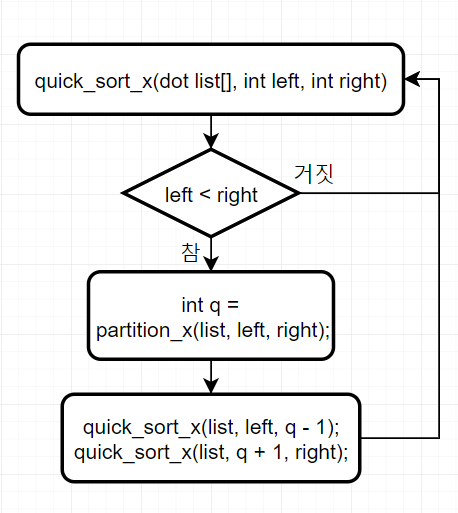 quick_sort_x(dot list[], int left, int right)
거짓
left < right
참
int q =
partition_x(list, left, right);
quick_sort_x(list, left, q - 1);
quick_sort_x(list, q + 1, right);